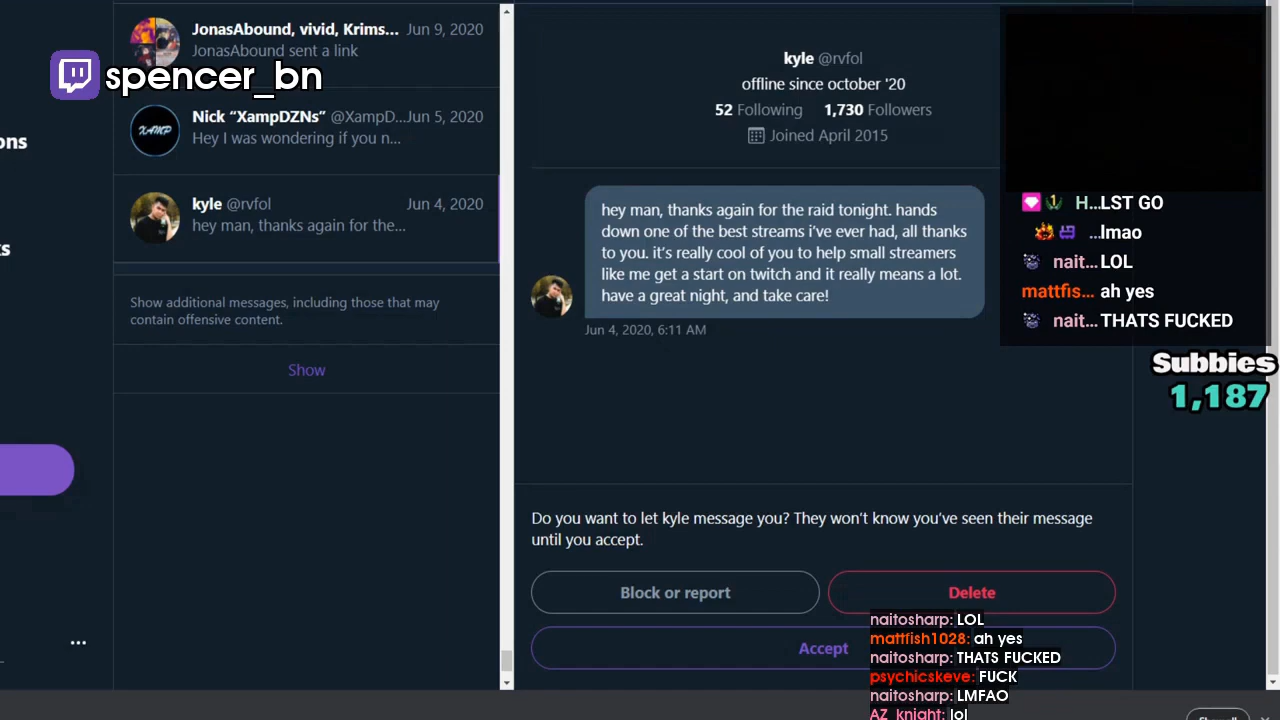 JonasAbound, vivid, Krims... Jun 9, 2020
JonasAbound sent a link
spencer_bn
Nick “XampDZNs” @XampD... Jun 5, 2020
Hey I was wondering if you n...
XAMP
kyle @rvfol Jun 4, 2020
hey man, thanks again for the...
Show additional messages, including those that may
contain offensive content.
Show
ons
ks
...
kyle @rvfol
offline since october '20
52 Following 1,730 Followers
Joined April 2015
hey man, thanks again for the raid tonight. hands
down one of the best streams i've ever had, all thanks
to you. it's really cool of you to help small streamers
like me get a start on twitch and it really means a lot.
have a great night, and take care!
Jun 4, 2020, 6:11 AM
Do you want to let kyle message you? They won't know you've seen their message
until you accept.
Block or report
Delete
Accept
H...LST GO
...lmao
nait...LOL
mattfis... ah yes
nait...THATS FUCKED
Subbies
1,187
naitosharp: LOL
mattfish1028: ah yes
naitosharp: THATS FUCKED
psychicskeve: FUCK
naitosharp: LMFAO
AZ_knight: lol